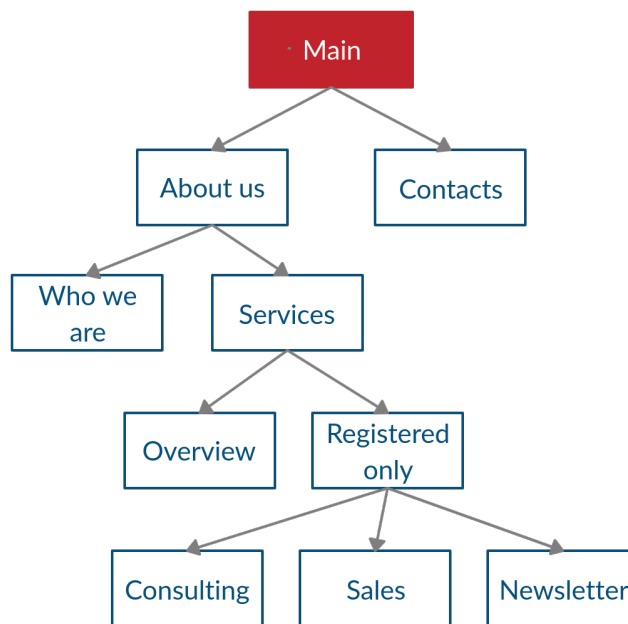 Main
About us
Contacts
Who we
are
Services
Overview
Registered
only
Consulting
Sales
Newsletter